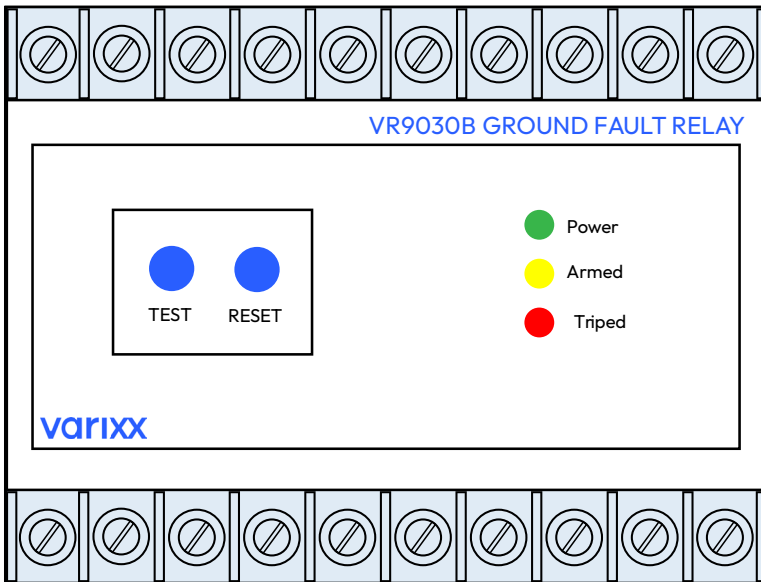 VR9030B GROUND FAULT RELAY
Power
Armed
TEST RESET
Triped
varixx